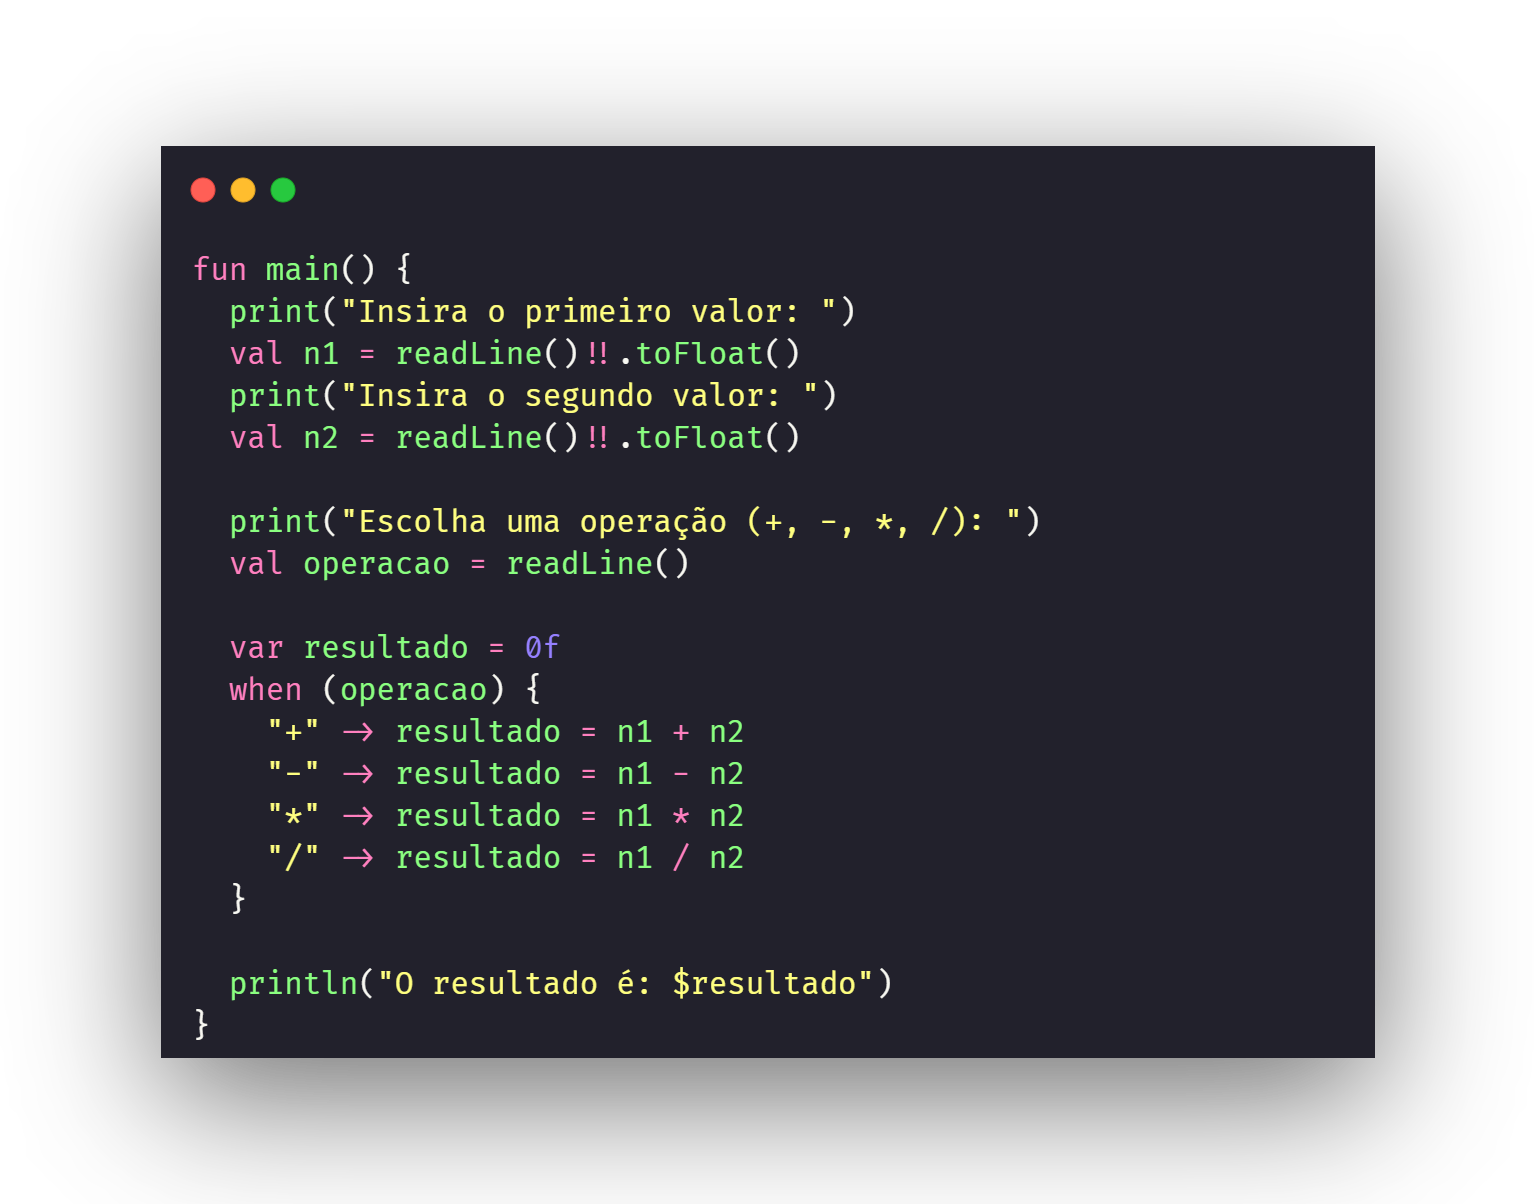 fun main() {
  print("Insira o primeiro valor: ")
  val n1 = readLine()!!.toFloat()
  print("Insira o segundo valor: ")
  val n2 = readLine()!!.toFloat()

  print("Escolha uma operação (+, -, *, /): ")
  val operacao = readLine()

  var resultado = 0f
  when (operacao) {
    "+" -> resultado = n1 + n2
    "-" -> resultado = n1 - n2
    "*" -> resultado = n1 * n2
    "/" -> resultado = n1 / n2
  }

  println("O resultado é: $resultado")
}